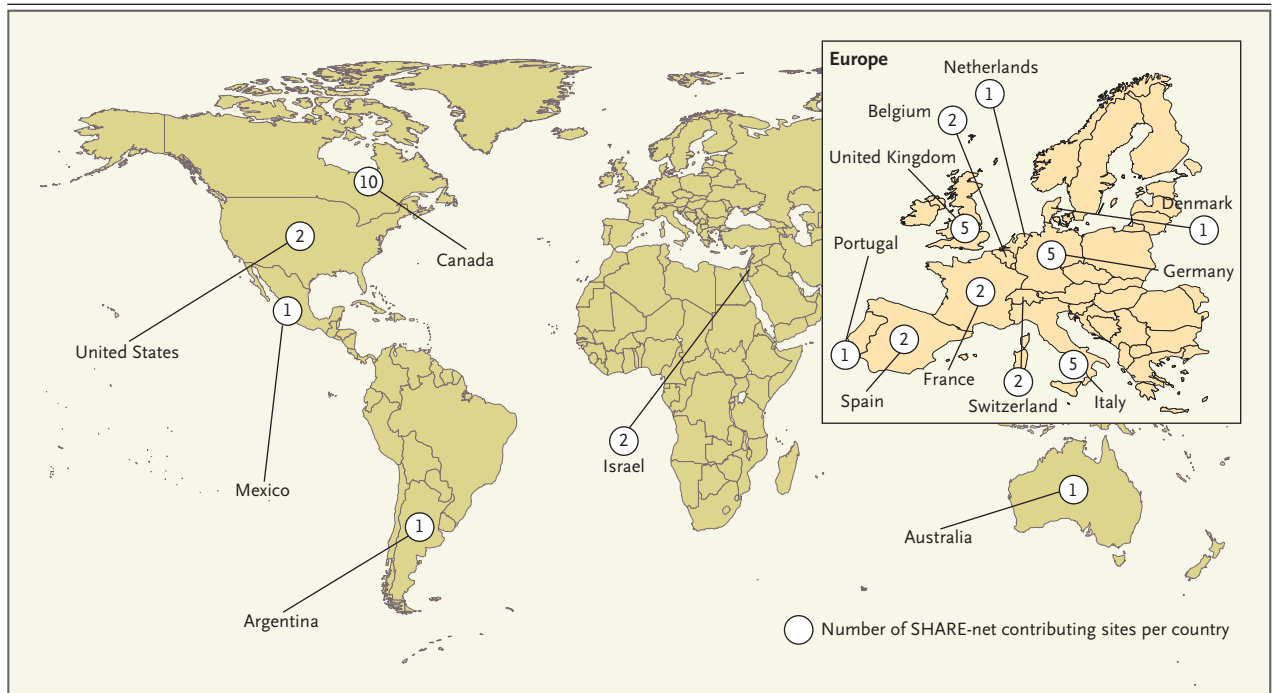 Europe
Netherlands
1
Belgium
2
United Kingdom
5
Denmark
1
Portugal
1
5
Germany
2
France
2
Spain
2
Switzerland
5
Italy
10
Canada
2
United States
1
Mexico
2
Israel
1
Australia
1
Argentina
Number of SHARE-net contributing sites per country